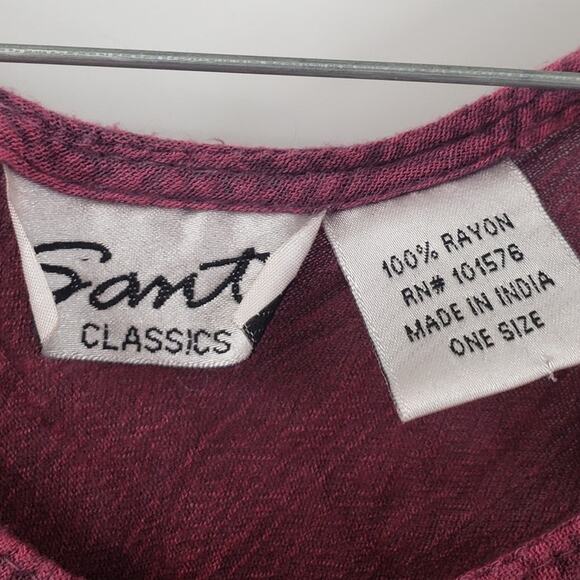 Sant
CLASSICS
100% RAYON
RN# 101576
MADE IN INDIA
ONE SIZE